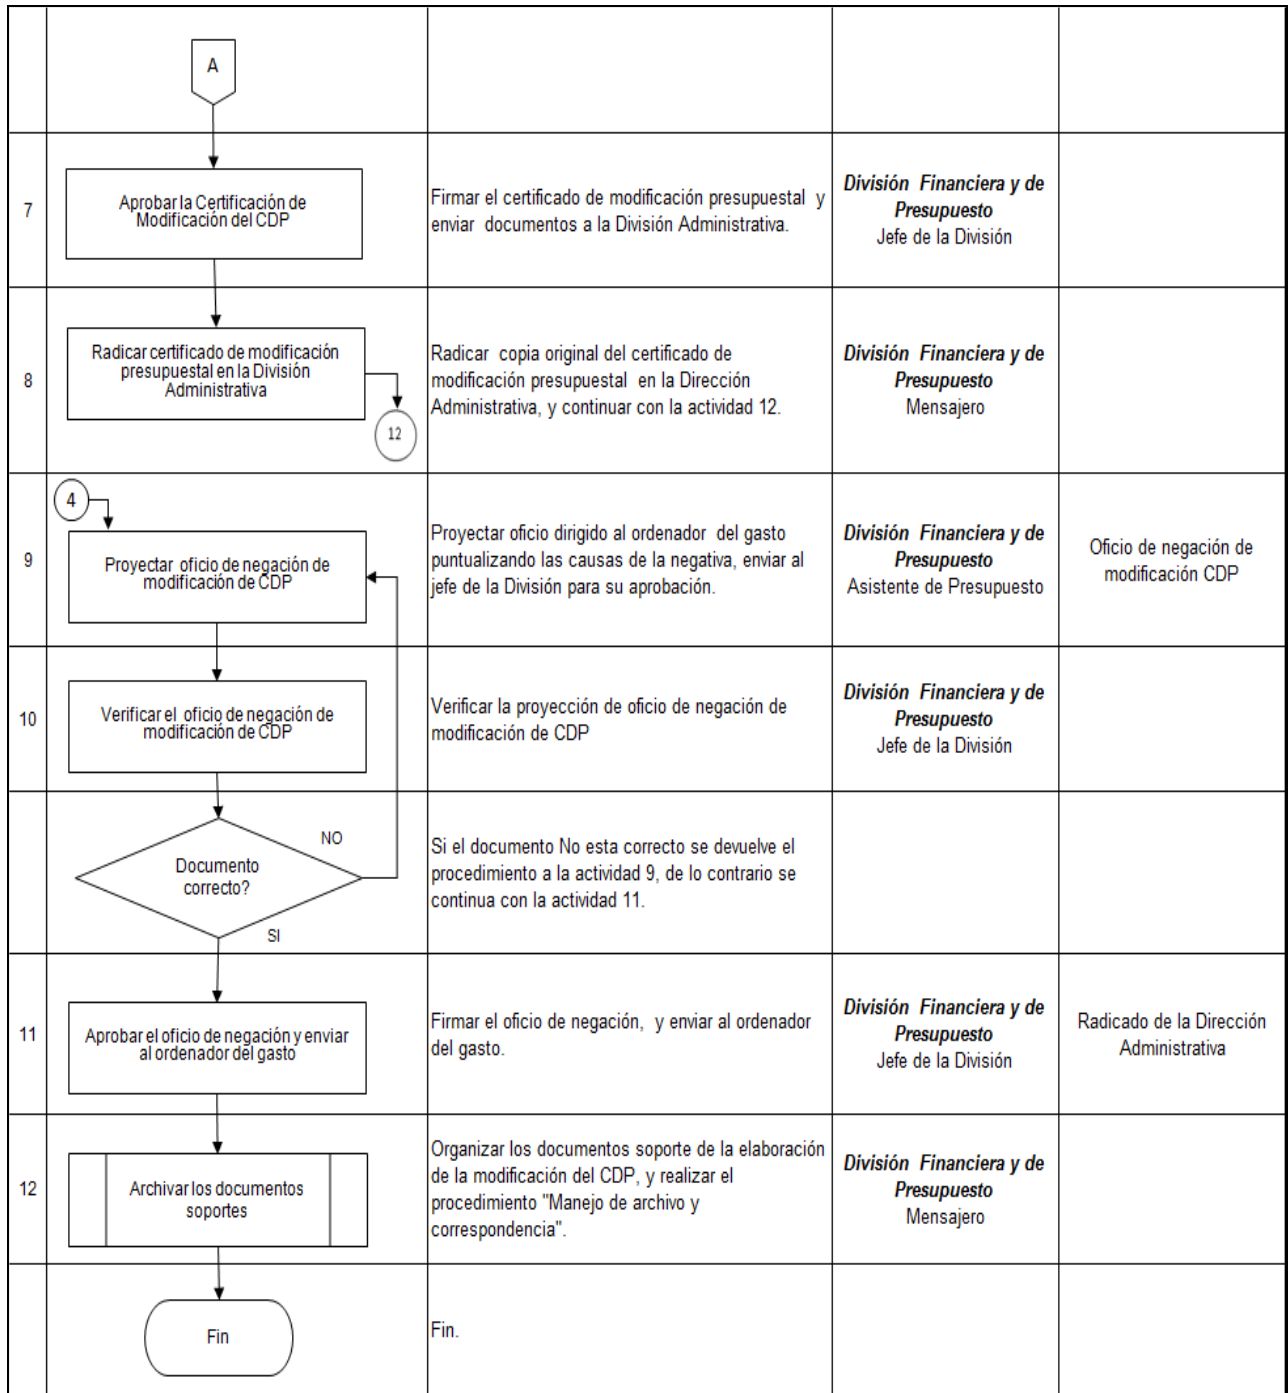 A
7
Aprobar la Certificación de
Modificación del CDP
Firmar el certificado de modificación presupuestal y
enviar documentos a la División Administrativa.
División Financiera y de
Presupuesto
Jefe de la División
8
Radicar certificado de modificación
presupuestal en la División
Administrativa
12
Radicar copia original del certificado de
modificación presupuestal en la Dirección
Administrativa, y continuar con la actividad 12.
División Financiera y de
Presupuesto
Mensajero
4
9
Proyectar oficio de negación de
modificación de CDP
Proyectar oficio dirigido al ordenador del gasto
puntualizando las causas de la negativa, enviar al
jefe de la División para su aprobación.
División Financiera y de
Presupuesto
Asistente de Presupuesto
Oficio de negación de
modificación CDP
10
Verificar el oficio de negación de
modificación de CDP
Verificar la proyección de oficio de negación de
modificación de CDP
División Financiera y de
Presupuesto
Jefe de la División
Documento
correcto?
NO
SI
Si el documento No esta correcto se devuelve el
procedimiento a la actividad 9, de lo contrario se
continua con la actividad 11.
11
Aprobar el oficio de negación y enviar
al ordenador del gasto
Firmar el oficio de negación, y enviar al ordenador
del gasto.
División Financiera y de
Presupuesto
Jefe de la División
Radicado de la Dirección
Administrativa
12
Archivar los documentos
soportes
Organizar los documentos soporte de la elaboración
de la modificación del CDP, y realizar el
procedimiento "Manejo de archivo y
correspondencia".
División Financiera y de
Presupuesto
Mensajero
Fin
Fin.